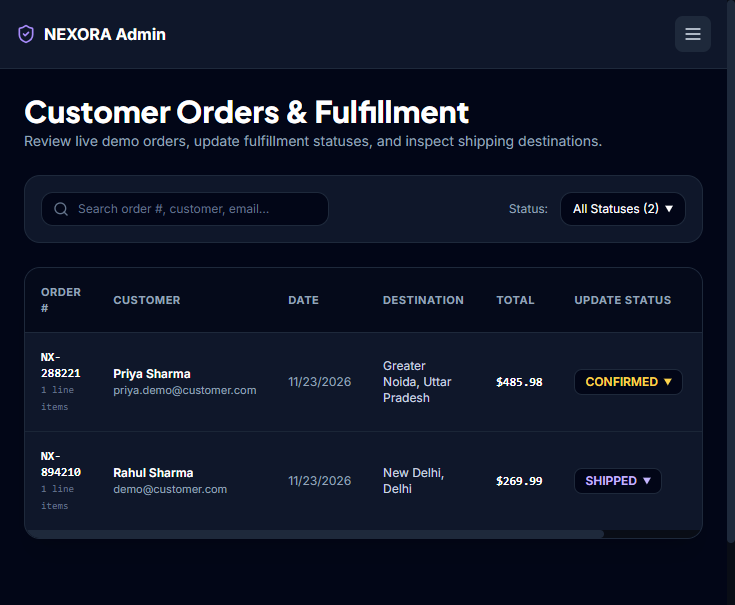 NEXORA Admin
Customer Orders & Fulfillment
Review live demo orders, update fulfillment statuses, and inspect shipping destinations.
Search order #, customer, email...
Status:
All Statuses (2) ▼
ORDER #
CUSTOMER
DATE
DESTINATION
TOTAL
UPDATE STATUS
NX-
288221
1 line
items
Priya Sharma
priya.demo@customer.com
11/23/2026
Greater
Noida, Uttar
Pradesh
$485.98
CONFIRMED ▼
NX-
894210
1 line
items
Rahul Sharma
demo@customer.com
11/23/2026
New Delhi,
Delhi
$269.99
SHIPPED ▼